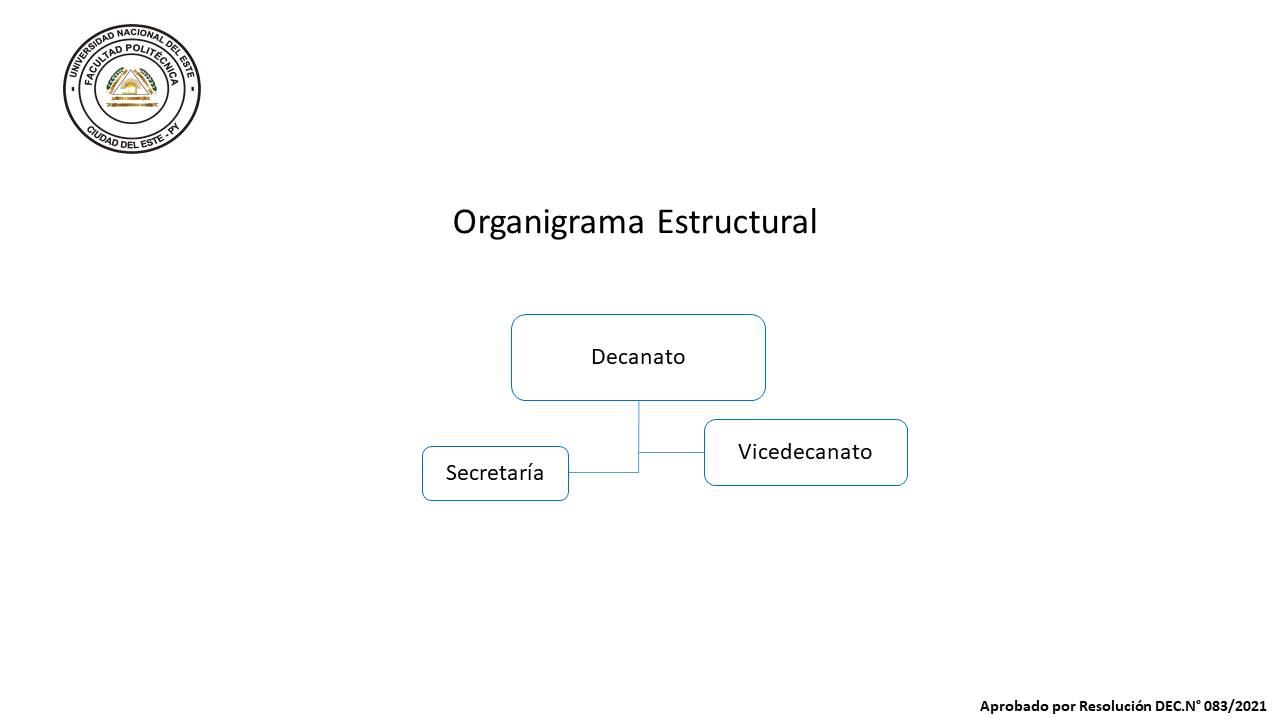 UNIVERSIDAD NACIONAL DEL ESTE
FACULTAD POLITÉCNICA
CIUDAD DEL ESTE - PY
Organigrama Estructural
Decanato
Vicedecanato
Secretaría
Aprobado por Resolución DEC.N° 083/2021